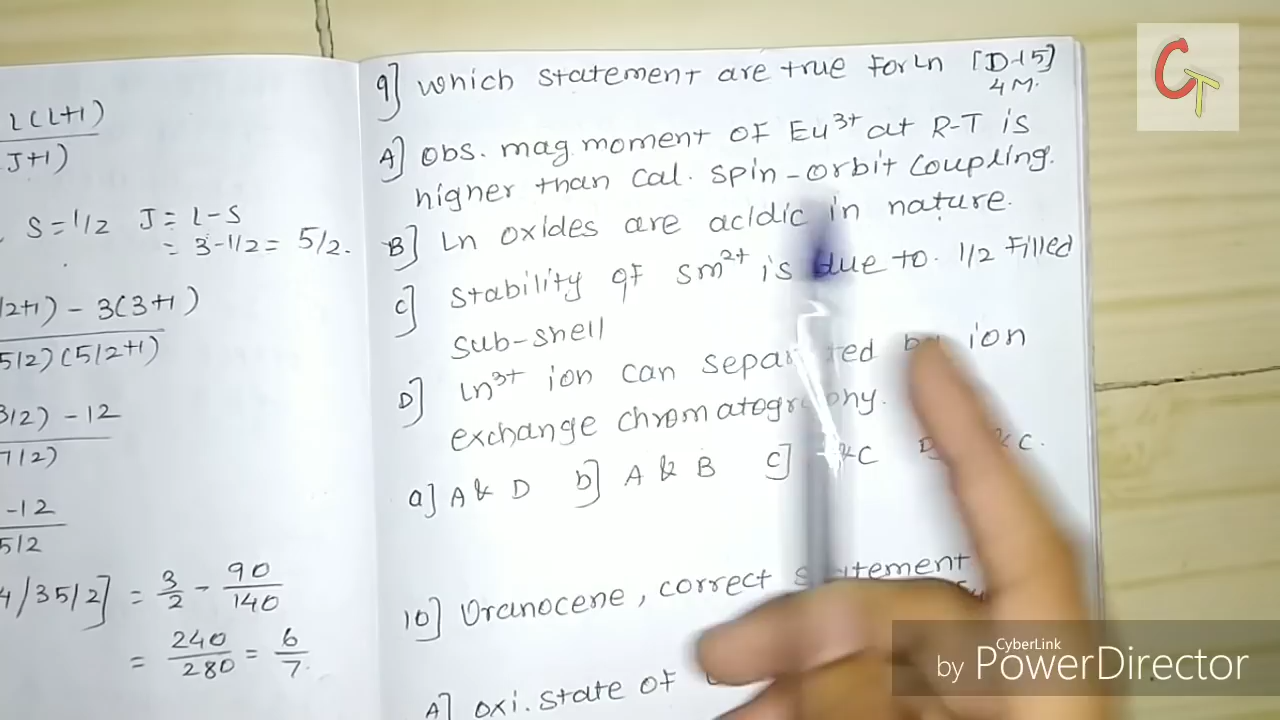 L(L+1)
J+1)
S = 1/2 J = L-S
= 3-1/2 = 5/2.
/2+1) - 3(3+1)
5/2)(5/2+1)
3/2) - 12
7/2)
-12
5/2
4/35/2] = 3/2 - 90/140
= 240/280 = 6/7.
9] which statement are true for Ln [D-15]
4 M.
A] obs. mag. moment of Eu3+ at R-T is
higher than cal. spin-orbit coupling.
B] Ln oxides are acidic in nature.
C] stability of Sm2+ is due to. 1/2 Filled
sub-shell
D] Ln3+ ion can by ion
exchange
a] A & D b] A & B c] &C D] & C.
10] Uranocene, correct statement
A] oxi. state of
CT
CyberLink
by PowerDirector